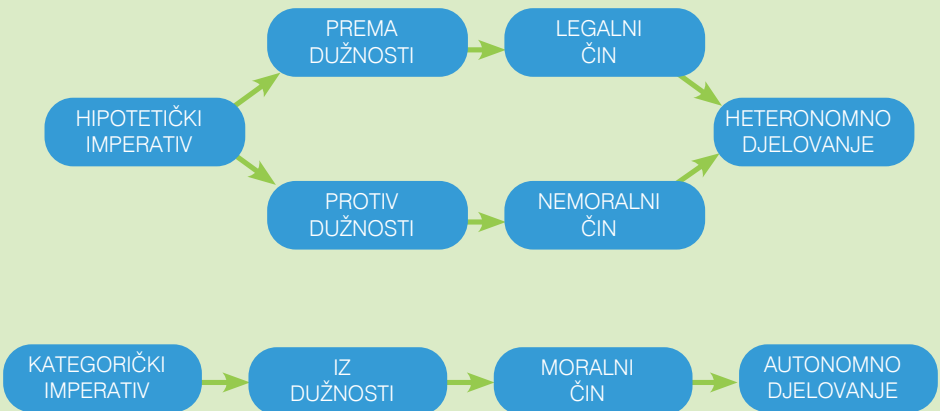 PREMA
DUŽNOSTI
LEGALNI
ČIN
HIPOTETIČKI
IMPERATIV
HETERONOMNO
DJELOVANJE
PROTIV
DUŽNOSTI
NEMORALNI
ČIN
KATEGORIČKI
IMPERATIV
IZ
DUŽNOSTI
MORALNI
ČIN
AUTONOMNO
DJELOVANJE